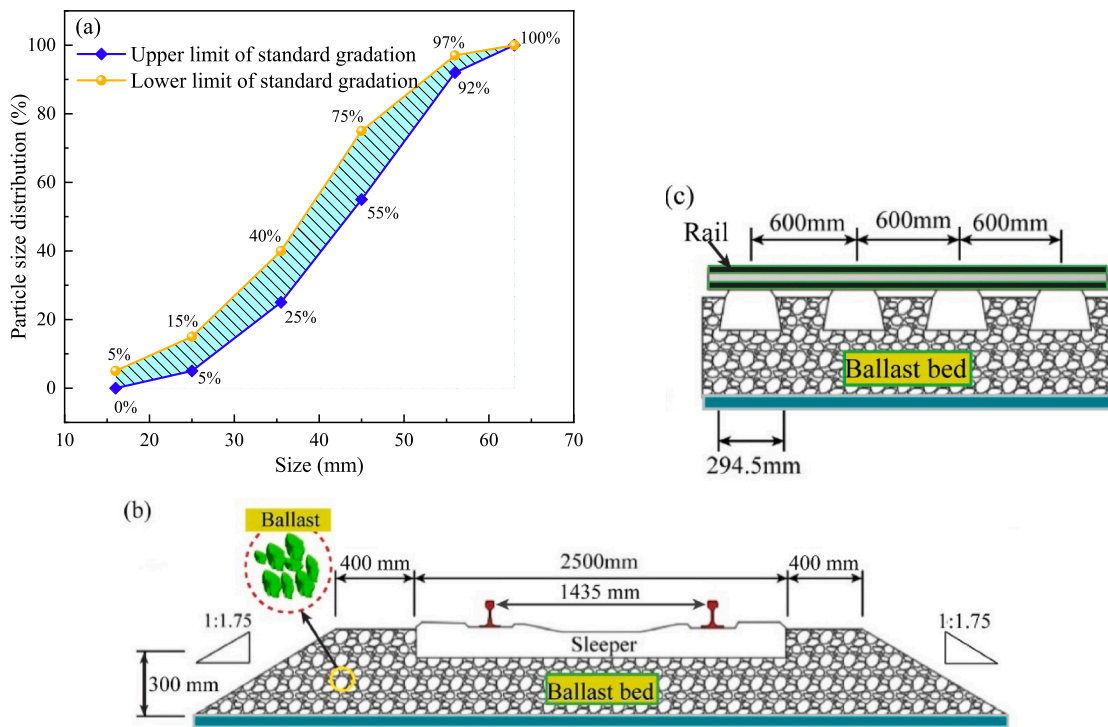 (a)
Upper limit of standard gradation
Lower limit of standard gradation
Particle size distribution (%)
100
80
60
40
20
0
10
20
30
40
50
60
70
Size (mm)
5%
15%
40%
75%
97%
100%
0%
5%
25%
55%
92%
(c)
600mm
600mm
600mm
Rail
Ballast bed
294.5mm
(b)
Ballast
400 mm
2500mm
400 mm
1435 mm
1:1.75
1:1.75
Sleeper
300 mm
Ballast bed